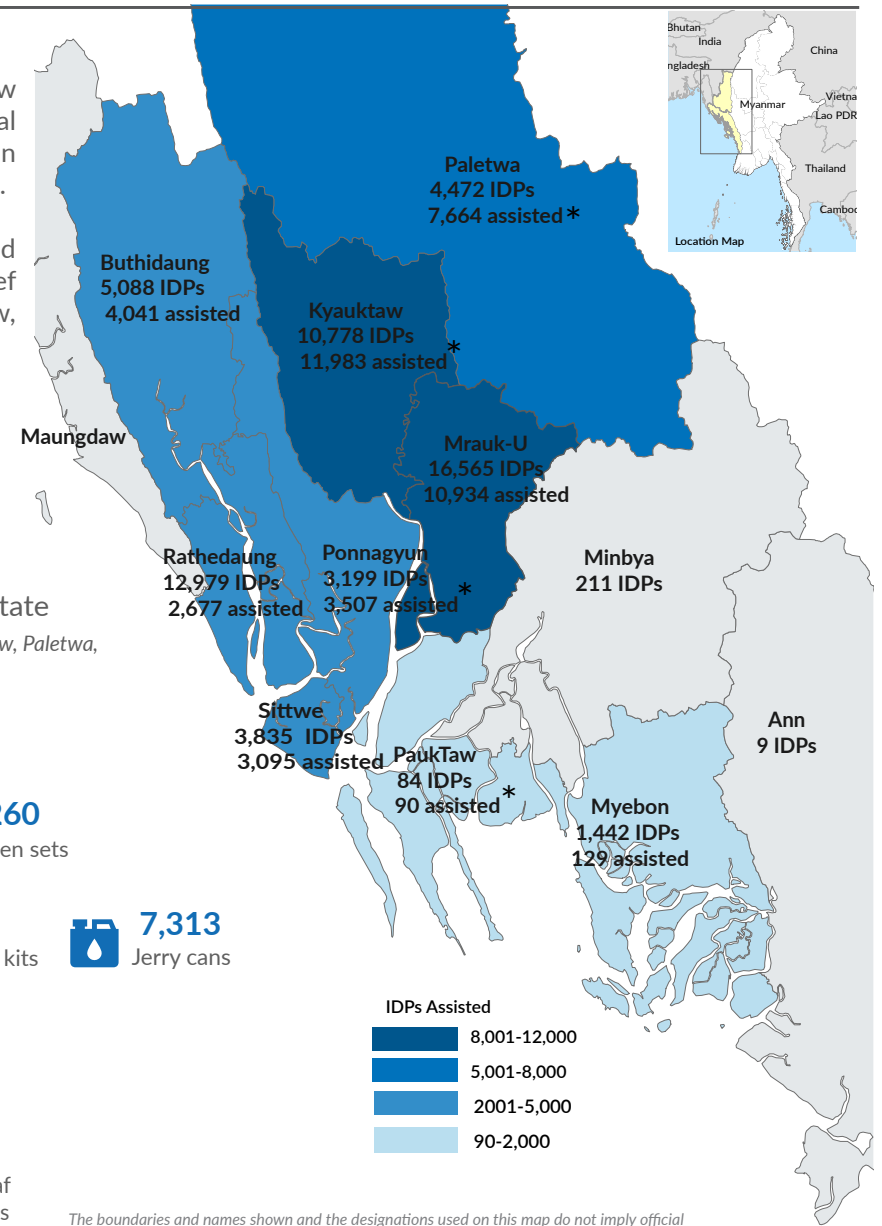 Bhutan
India
China
ngladesh
Myanmar
Vietna
Lao PDR
Thailand
Camboc
Location Map
w
al
n
.
d
ef
w,
Paletwa
4,472 IDPs
7,664 assisted *
Buthidaung
5,088 IDPs
4,041 assisted
Kyauktaw
10,778 IDPs
11,983 assisted *
Maungdaw
Mrauk-U
16,565 IDPs
10,934 assisted
*
Rathedaung
12,979 IDPs
2,677 assisted
Ponnagyun
3,199 IDPs
3,507 assisted
Minbya
211 IDPs
tate
w, Paletwa,
Sittwe
3,835 IDPs
3,095 assisted
Ann
9 IDPs
PaukTaw
84 IDPs
90 assisted *
Myebon
1,442 IDPs
129 assisted
260
en sets
7,313
Jerry cans
kits
IDPs Assisted
8,001-12,000
5,001-8,000
2001-5,000
90-2,000
af
s
The boundaries and names shown and the designations used on this map do not imply official